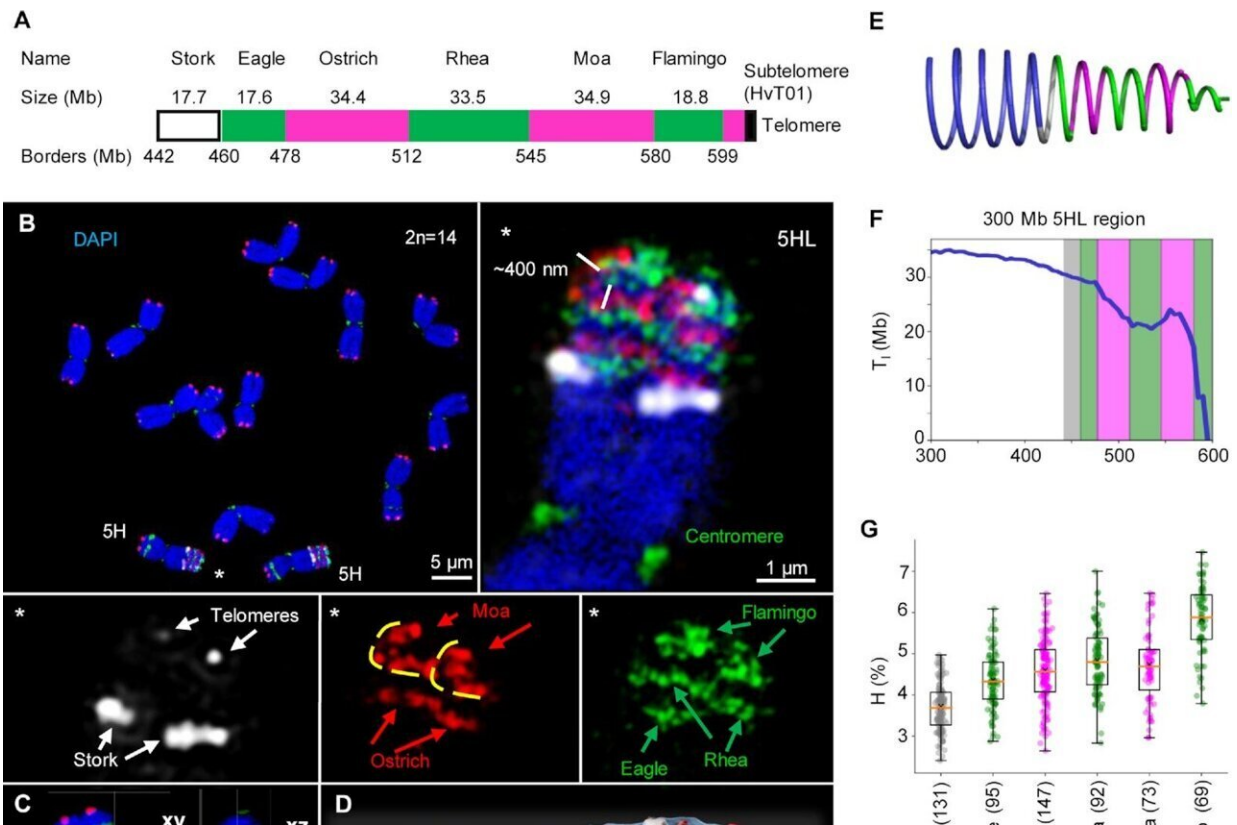 A
Name Stork Eagle Ostrich Rhea Moa Flamingo Subtelomere
(HvT01)
Size (Mb) 17.7 17.6 34.4 33.5 34.9 18.8
Telomere
Borders (Mb) 442 460 478 512 545 580 599
B
DAPI
2n=14
5H
*
5H
5 µm
*
5HL
~400 nm
Centromere
1 µm
*
Telomeres
Stork
*
Moa
Ostrich
*
Flamingo
Eagle
Rhea
C
xy
xz
D
E
F
300 Mb 5HL region
TI (Mb)
30
20
10
0
300 400 500 600
G
H (%)
7
6
5
4
3
(131)
e (95)
(147)
a (92)
a (73)
(69)